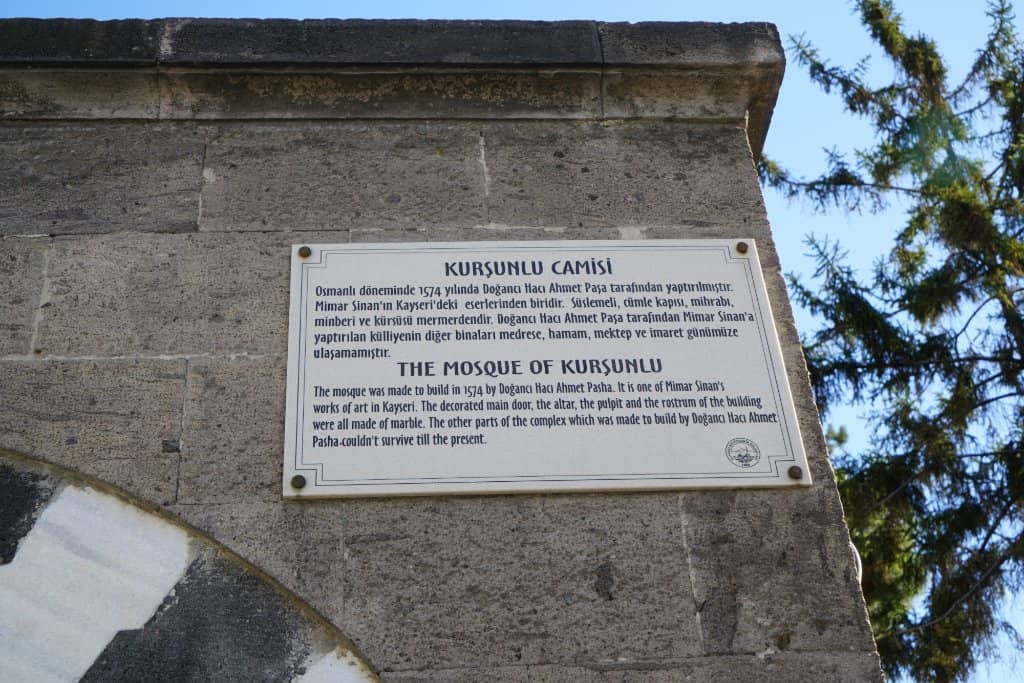 KURŞUNLU CAMİSİ
Osmanlı döneminde 1574 yılında Doğancı Hacı Ahmet Paşa tarafından yaptırılmıştır.
Mimar Sinan'ın Kayseri'deki eserlerinden biridir. Süslemeli, cümle kapısı, mihrabı,
minberi ve kürsüsü mermerdendir. Doğancı Hacı Ahmet Paşa tarafından Mimar Sinan'a
yaptırılan külliyenin diğer binaları medrese, hamam, mektep ve imaret günümüze
ulaşamamıştır.
THE MOSQUE OF KURŞUNLU
The mosque was made to build in 1574 by Doğancı Hacı Ahmet Pasha. It is one of Mimar Sinan's
works of art in Kayseri. The decorated main door, the altar, the pulpit and the rostrum of the building
were all made of marble. The other parts of the complex which was made to build by Doğancı Hacı Ahmet
Pasha couldn't survive till the present.